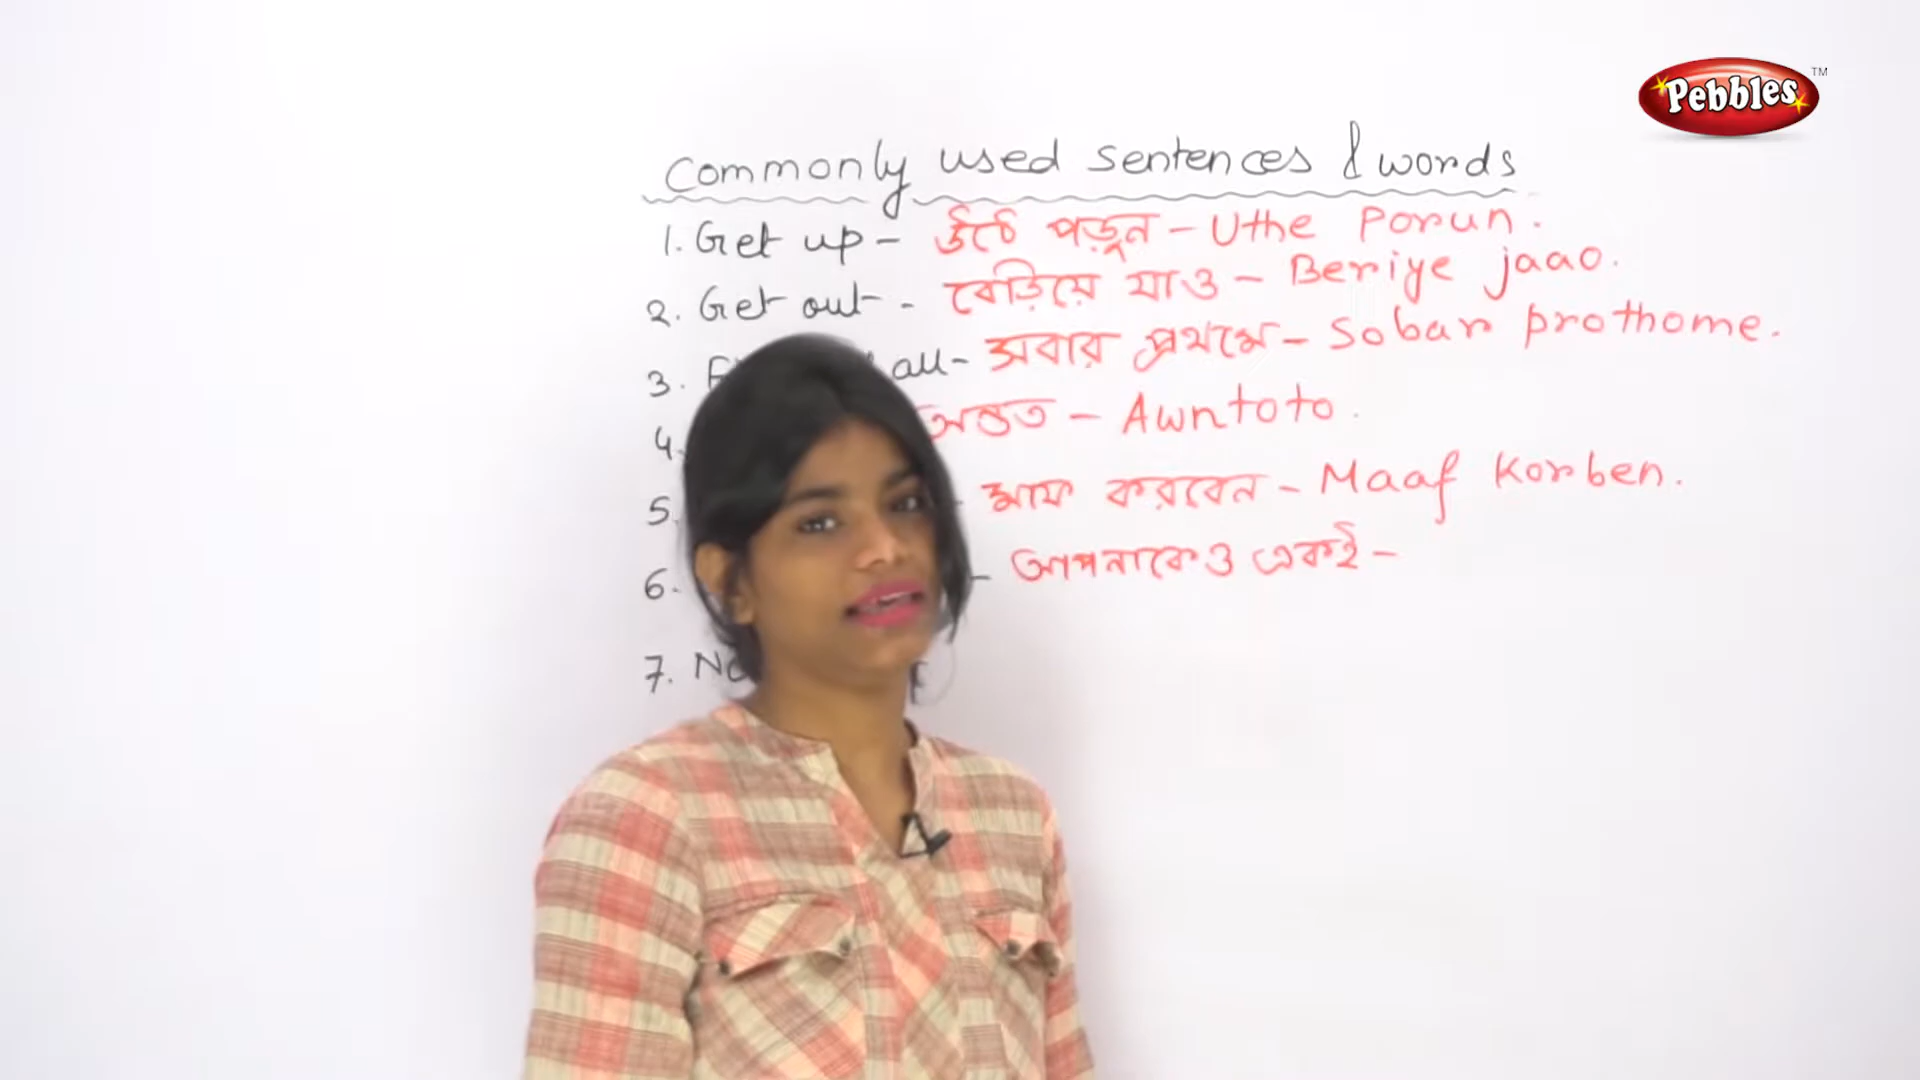 Pebbles TM
Commonly used sentences & words
1. Get up - উঠে পড়ুন - Uthe Porun.
2. Get out - বেড়িয়ে যাও - Beriye jaao.
3. all - সবার প্রথমে - Sobar prothome.
4. অন্তত - Awntoto.
5. - মাফ করবেন - Maaf korben.
6. - আপনাকেও একই -
7.